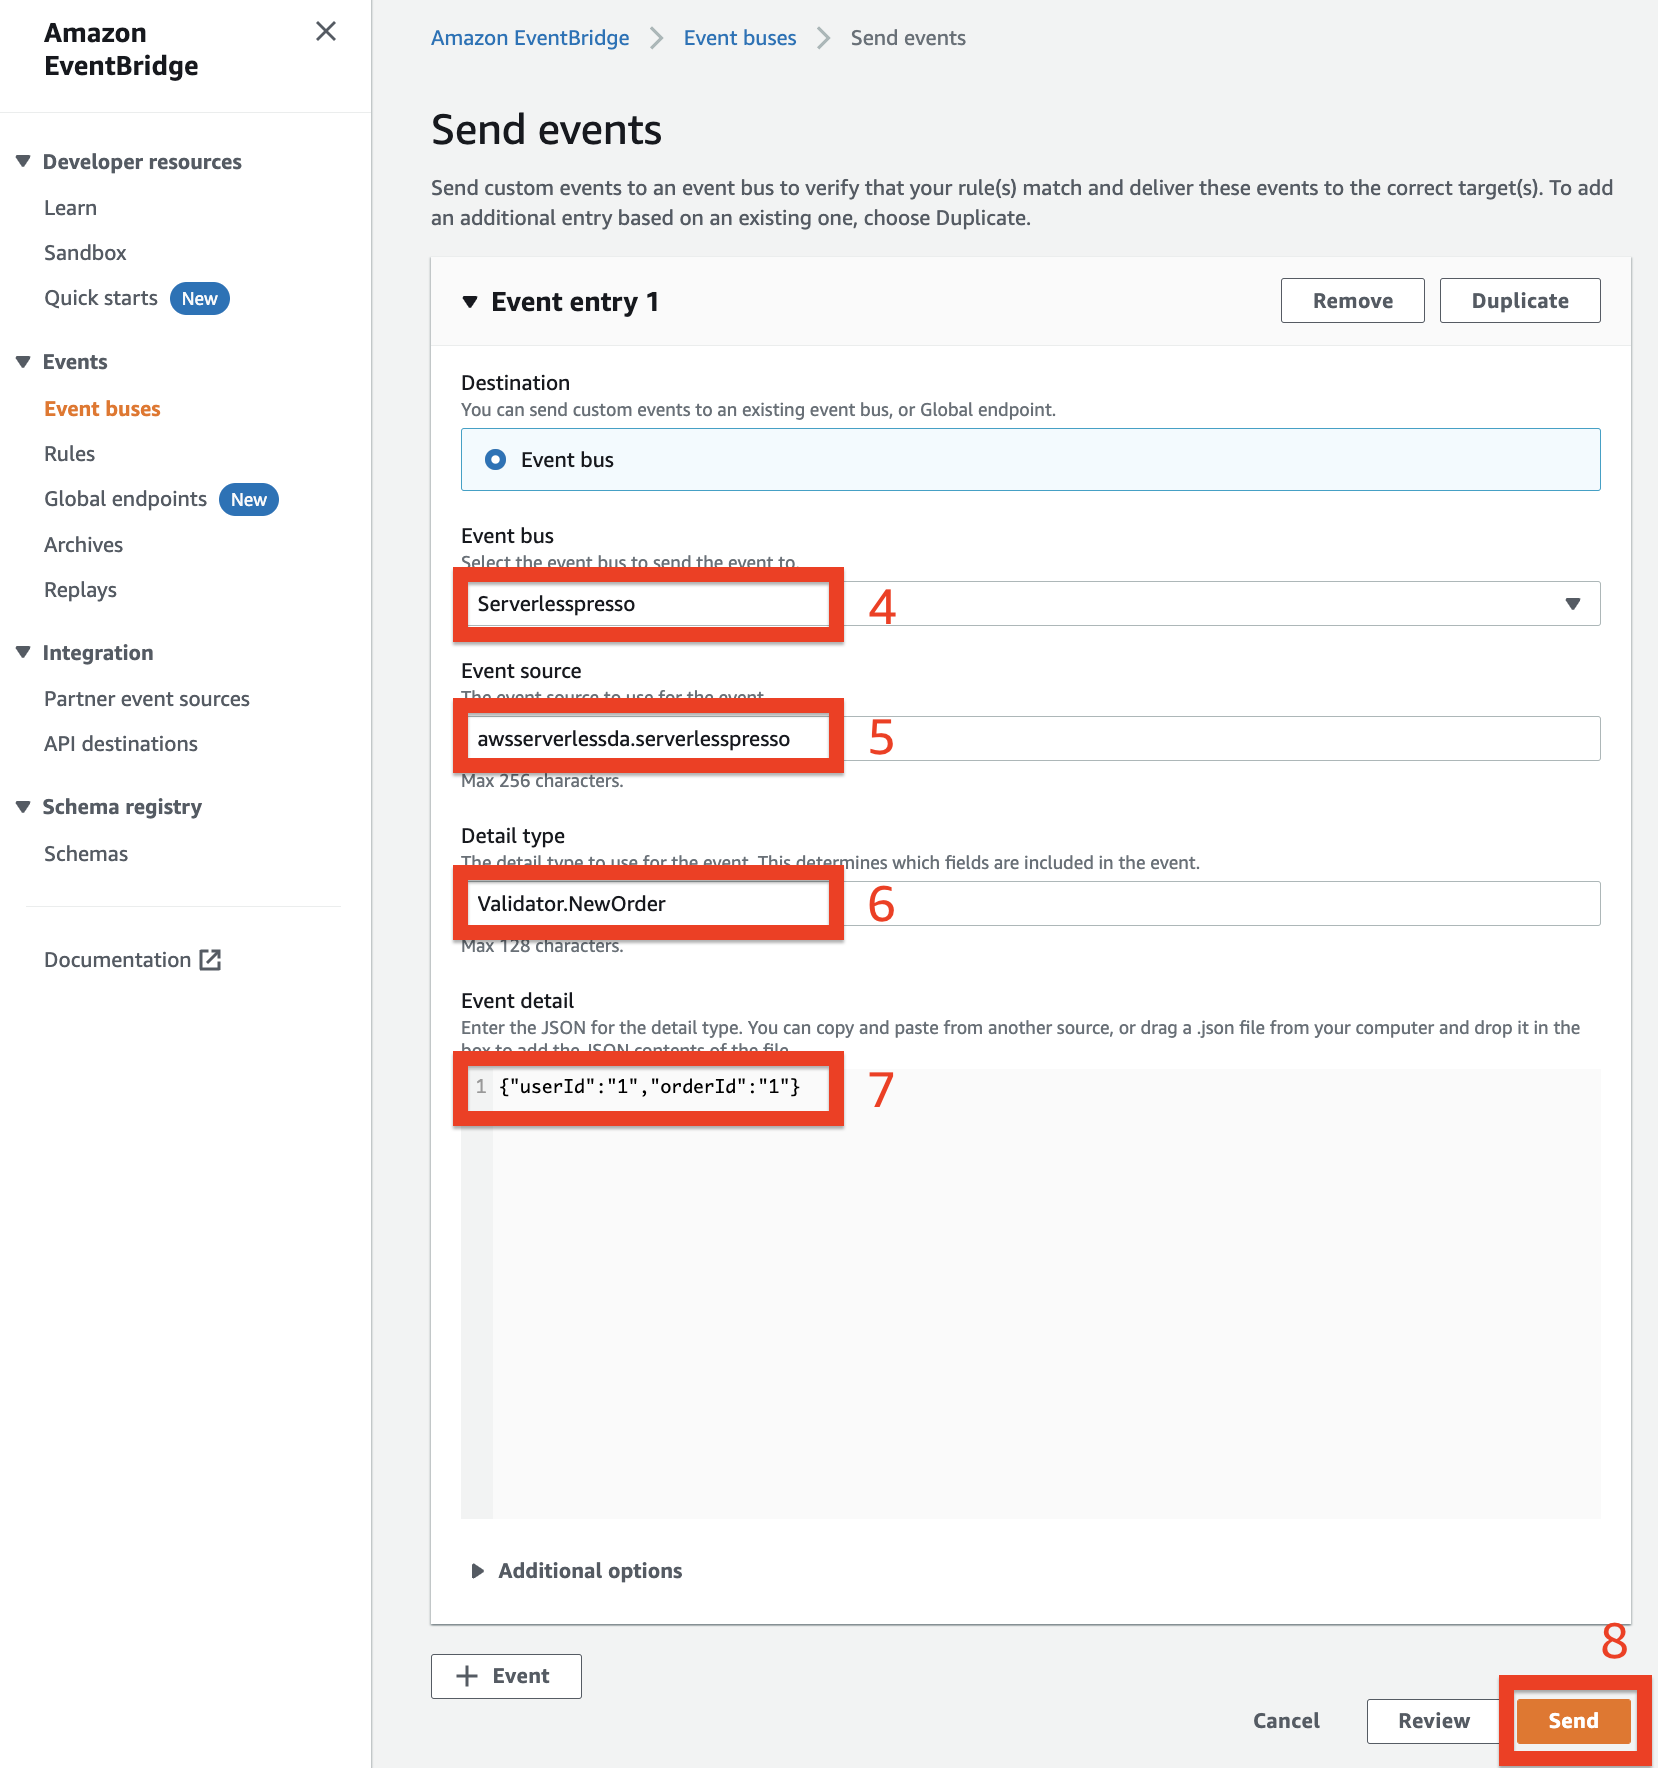 Amazon
EventBridge
Developer resources
Learn
Sandbox
Quick starts New
Events
Event buses
Rules
Global endpoints New
Archives
Replays
Integration
Partner event sources
API destinations
Schema registry
Schemas
Documentation
Amazon EventBridge > Event buses > Send events
Send events
Send custom events to an event bus to verify that your rule(s) match and deliver these events to the correct target(s). To add
an additional entry based on an existing one, choose Duplicate.
Event entry 1
Remove
Duplicate
Destination
You can send custom events to an existing event bus, or Global endpoint.
Event bus
Event bus
Select the event bus to send the event to.
Serverlesspresso
4
Event source
The event source to use for the event.
awsserverlessda.serverlesspresso
5
Max 256 characters.
Detail type
The detail type to use for the event. This determines which fields are included in the event.
Validator.NewOrder
6
Max 128 characters.
Event detail
Enter the JSON for the detail type. You can copy and paste from another source, or drag a .json file from your computer and drop it in the
box to add the JSON contents of the file.
1 {"userId":"1","orderId":"1"}
7
Additional options
8
+ Event
Cancel
Review
Send